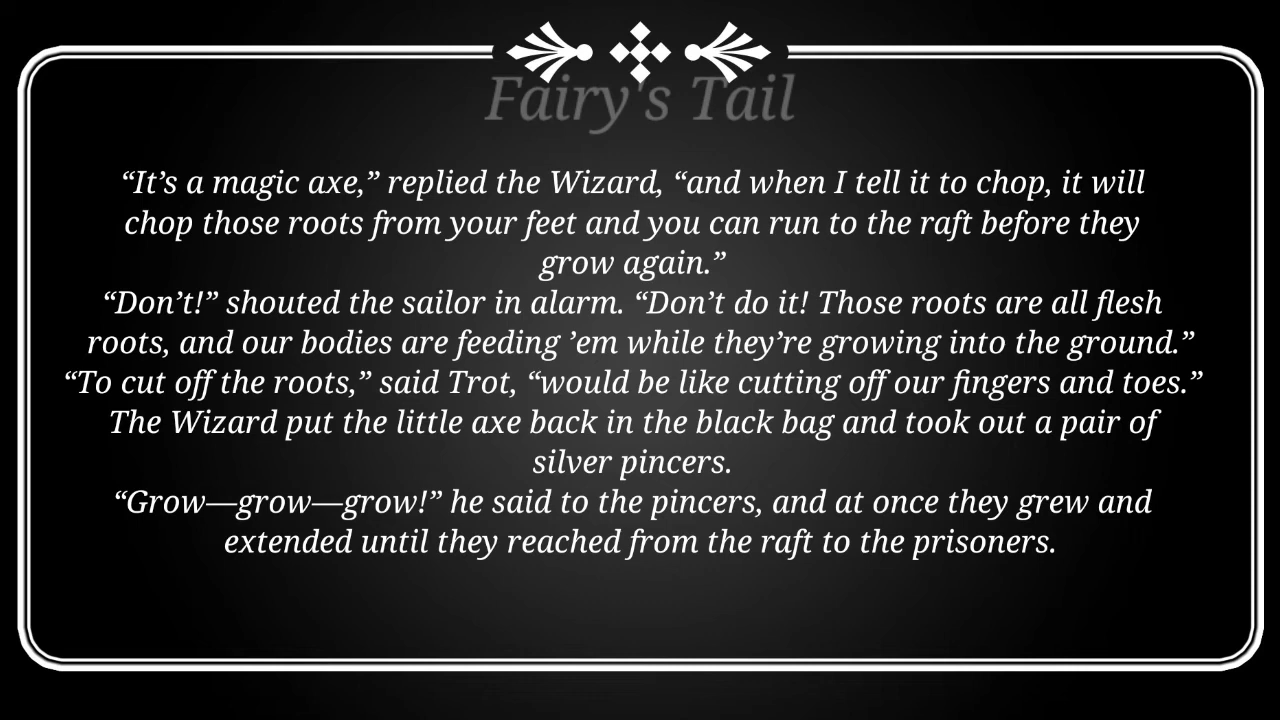 Fairy's Tail
“It’s a magic axe,” replied the Wizard, “and when I tell it to chop, it will
chop those roots from your feet and you can run to the raft before they
grow again.”
“Don’t!” shouted the sailor in alarm. “Don’t do it! Those roots are all flesh
roots, and our bodies are feeding ’em while they’re growing into the ground.”
“To cut off the roots,” said Trot, “would be like cutting off our fingers and toes.”
The Wizard put the little axe back in the black bag and took out a pair of
silver pincers.
“Grow—grow—grow!” he said to the pincers, and at once they grew and
extended until they reached from the raft to the prisoners.